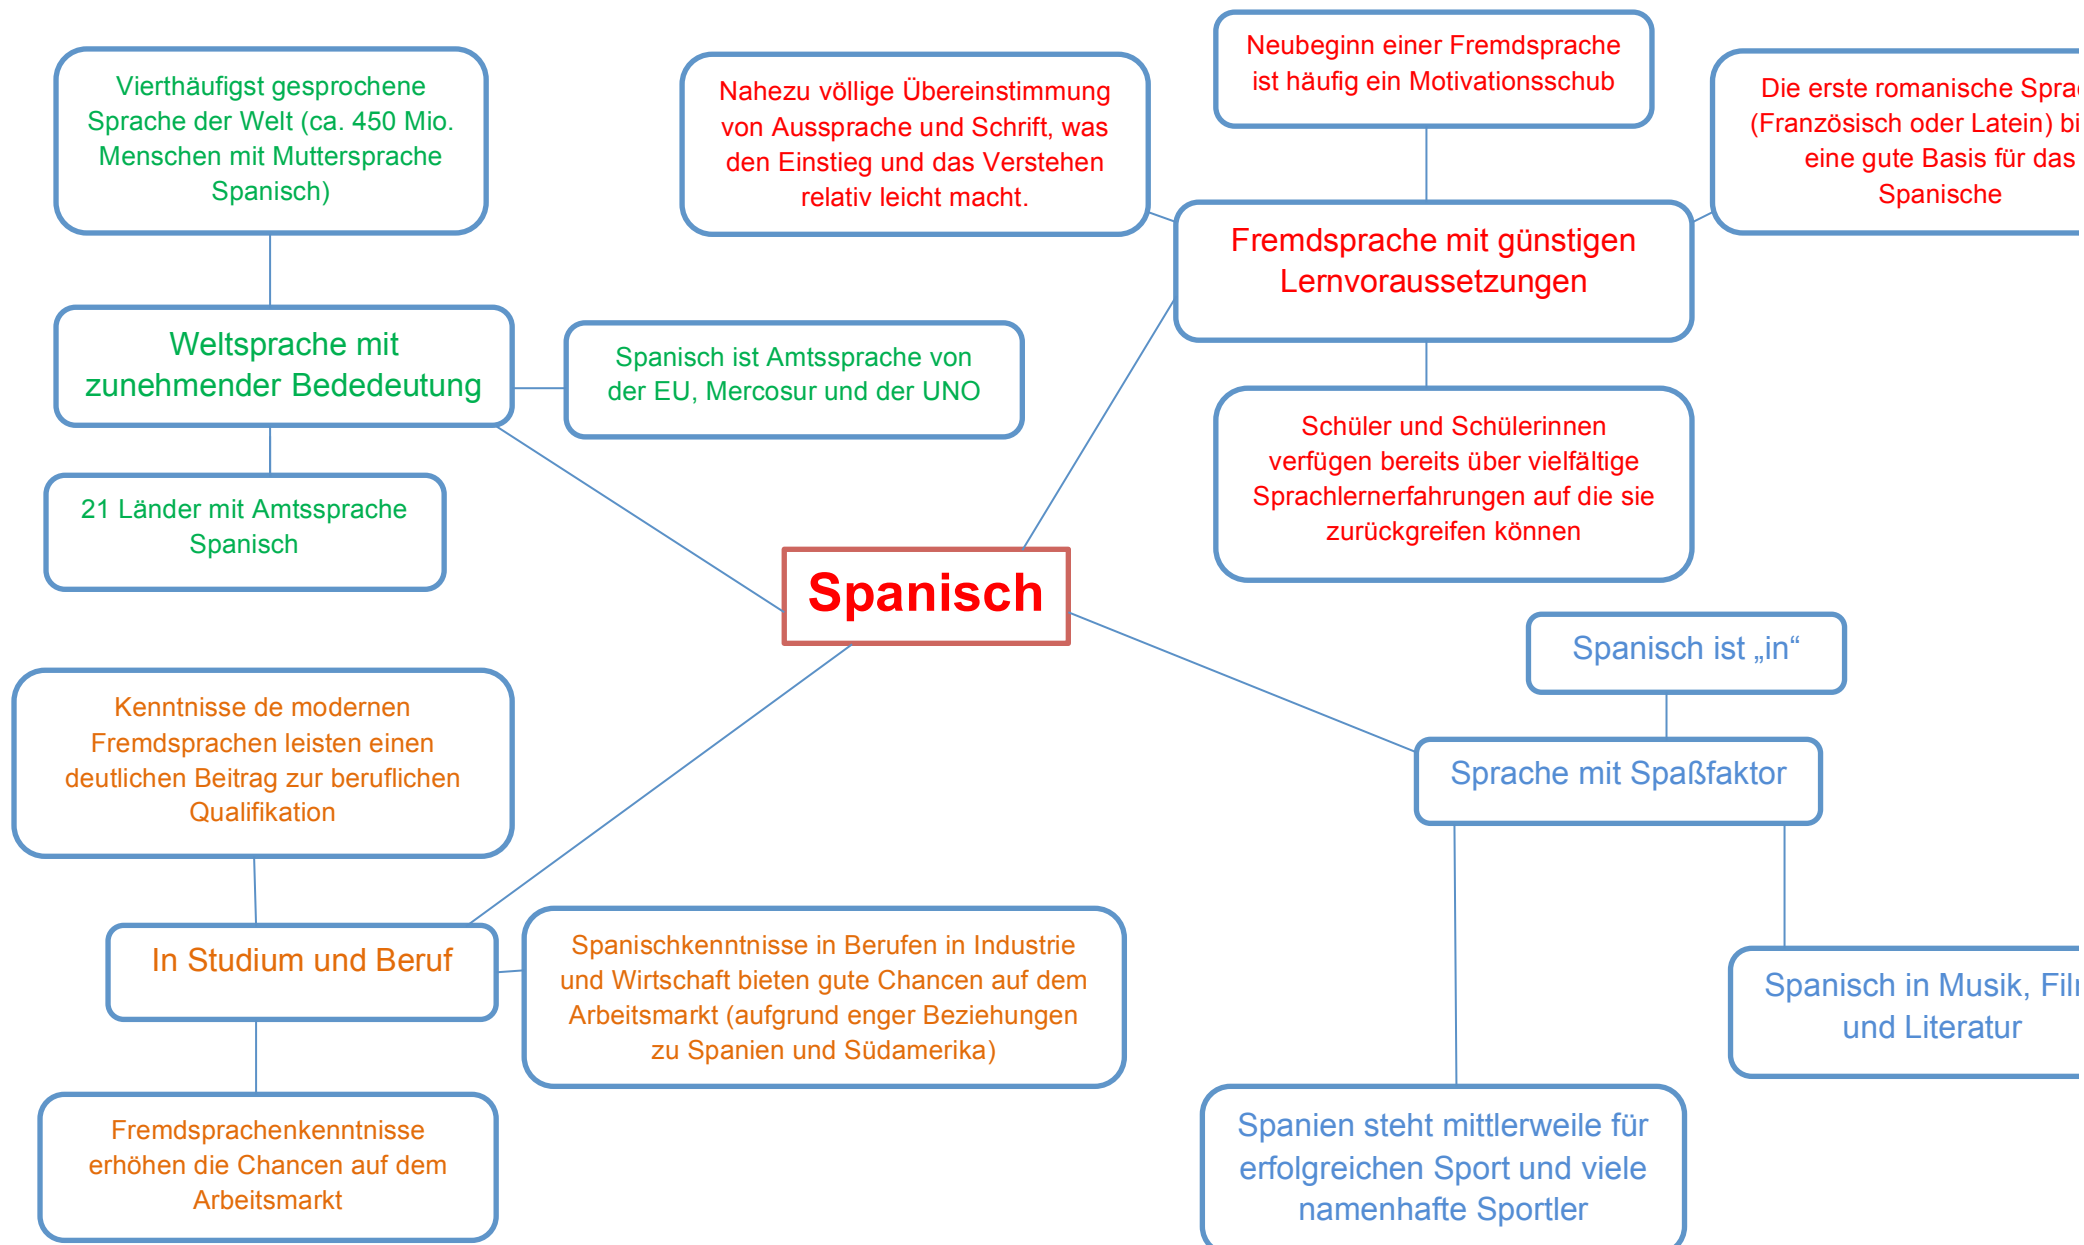 Vierthäufigst gesprochene
Sprache der Welt (ca. 450 Mio.
Menschen mit Muttersprache
Spanisch)
Nahezu völlige Übereinstimmung
von Aussprache und Schrift, was
den Einstieg und das Verstehen
relativ leicht macht.
Neubeginn einer Fremdsprache
ist häufig ein Motivationsschub
Die erste romanische
(Französisch oder Latein)
eine gute Basis für das
Spanische
Fremdsprache mit günstigen
Lernvoraussetzungen
Weltsprache mit
zunehmender Bededeutung
Spanisch ist Amtssprache von
der EU, Mercosur und der UNO
Schüler und Schülerinnen
verfügen bereits über vielfältige
Sprachlernerfahrungen auf die sie
zurückgreifen können
21 Länder mit Amtssprache
Spanisch
Spanisch
Spanisch ist „in“
Sprache mit Spaßfaktor
Kenntnisse de modernen
Fremdsprachen leisten einen
deutlichen Beitrag zur beruflichen
Qualifikation
In Studium und Beruf
Spanischkenntnisse in Berufen in Industrie
und Wirtschaft bieten gute Chancen auf dem
Arbeitsmarkt (aufgrund enger Beziehungen
zu Spanien und Südamerika)
Spanisch in Musik,
und Literatur
Fremdsprachenkenntnisse
erhöhen die Chancen auf dem
Arbeitsmarkt
Spanien steht mittlerweile für
erfolgreichen Sport und viele
namenhafte Sportler